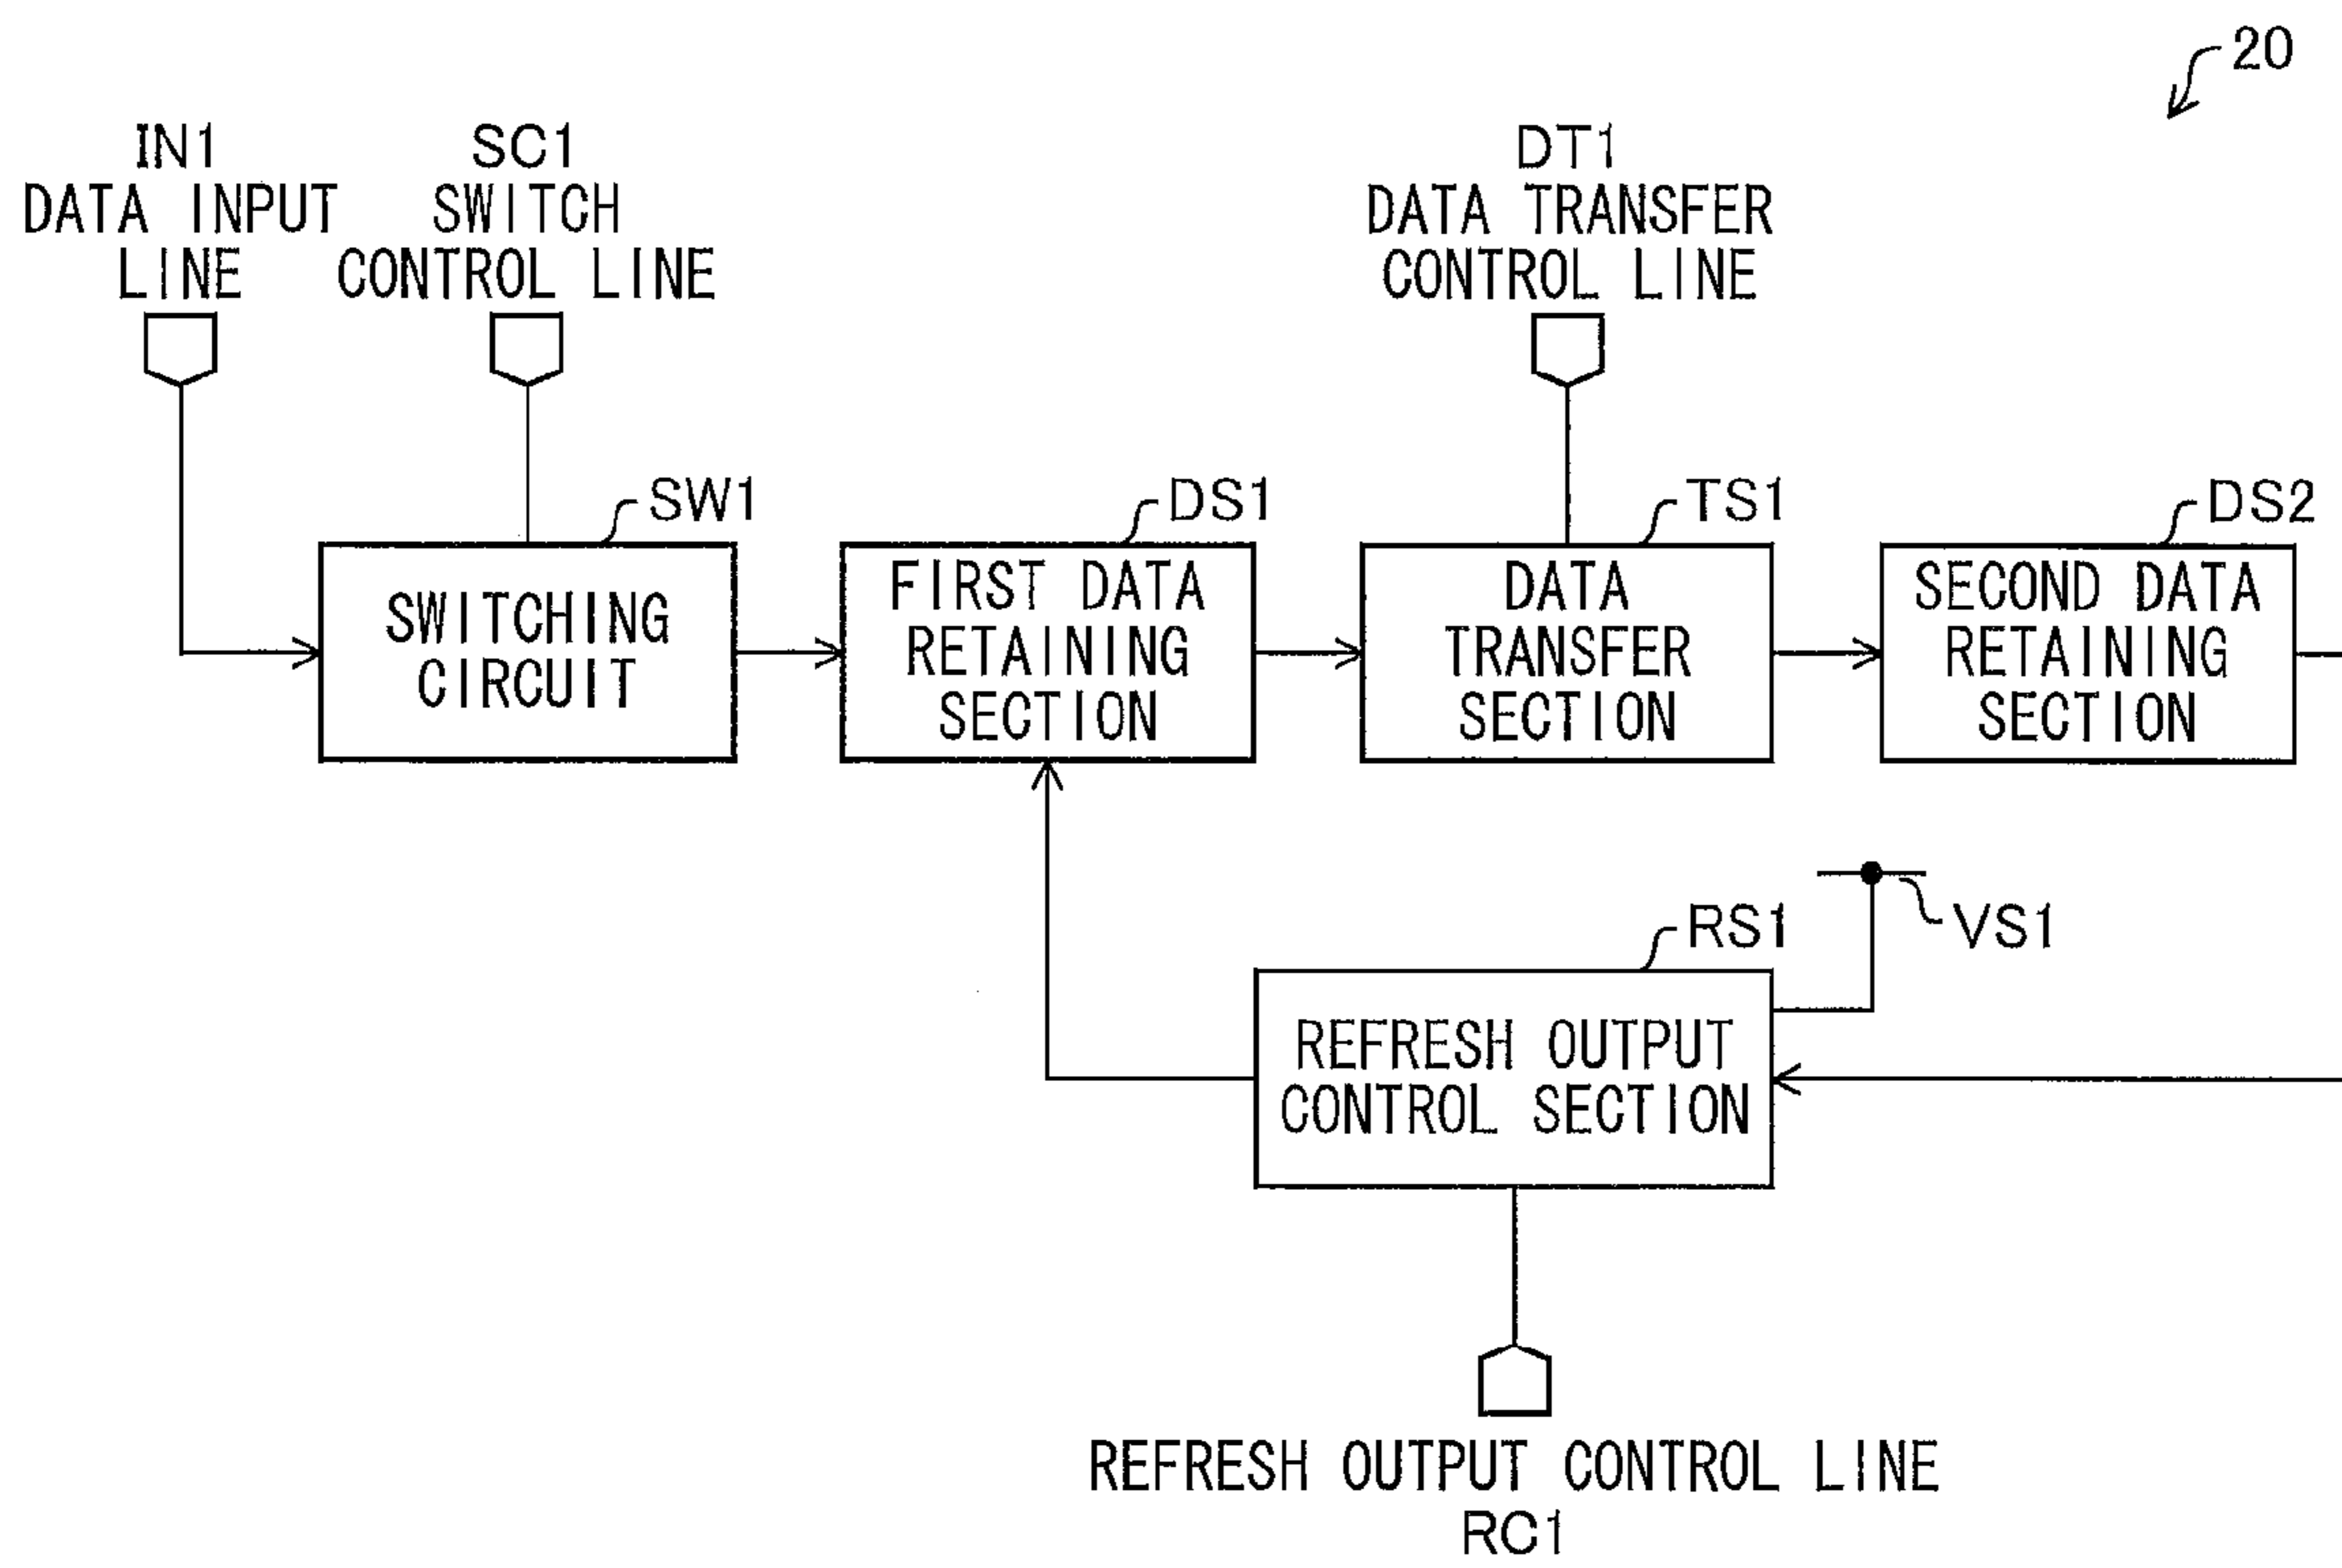 20
IN1
DATA INPUT
LINE
SC1
SWITCH
CONTROL LINE
DT1
DATA TRANSFER
CONTROL LINE
SW1
SWITCHING
CIRCUIT
DS1
FIRST DATA
RETAINING
SECTION
TS1
DATA
TRANSFER
SECTION
DS2
SECOND DATA
RETAINING
SECTION
VS1
RS1
REFRESH OUTPUT
CONTROL SECTION
REFRESH OUTPUT CONTROL LINE
RC1